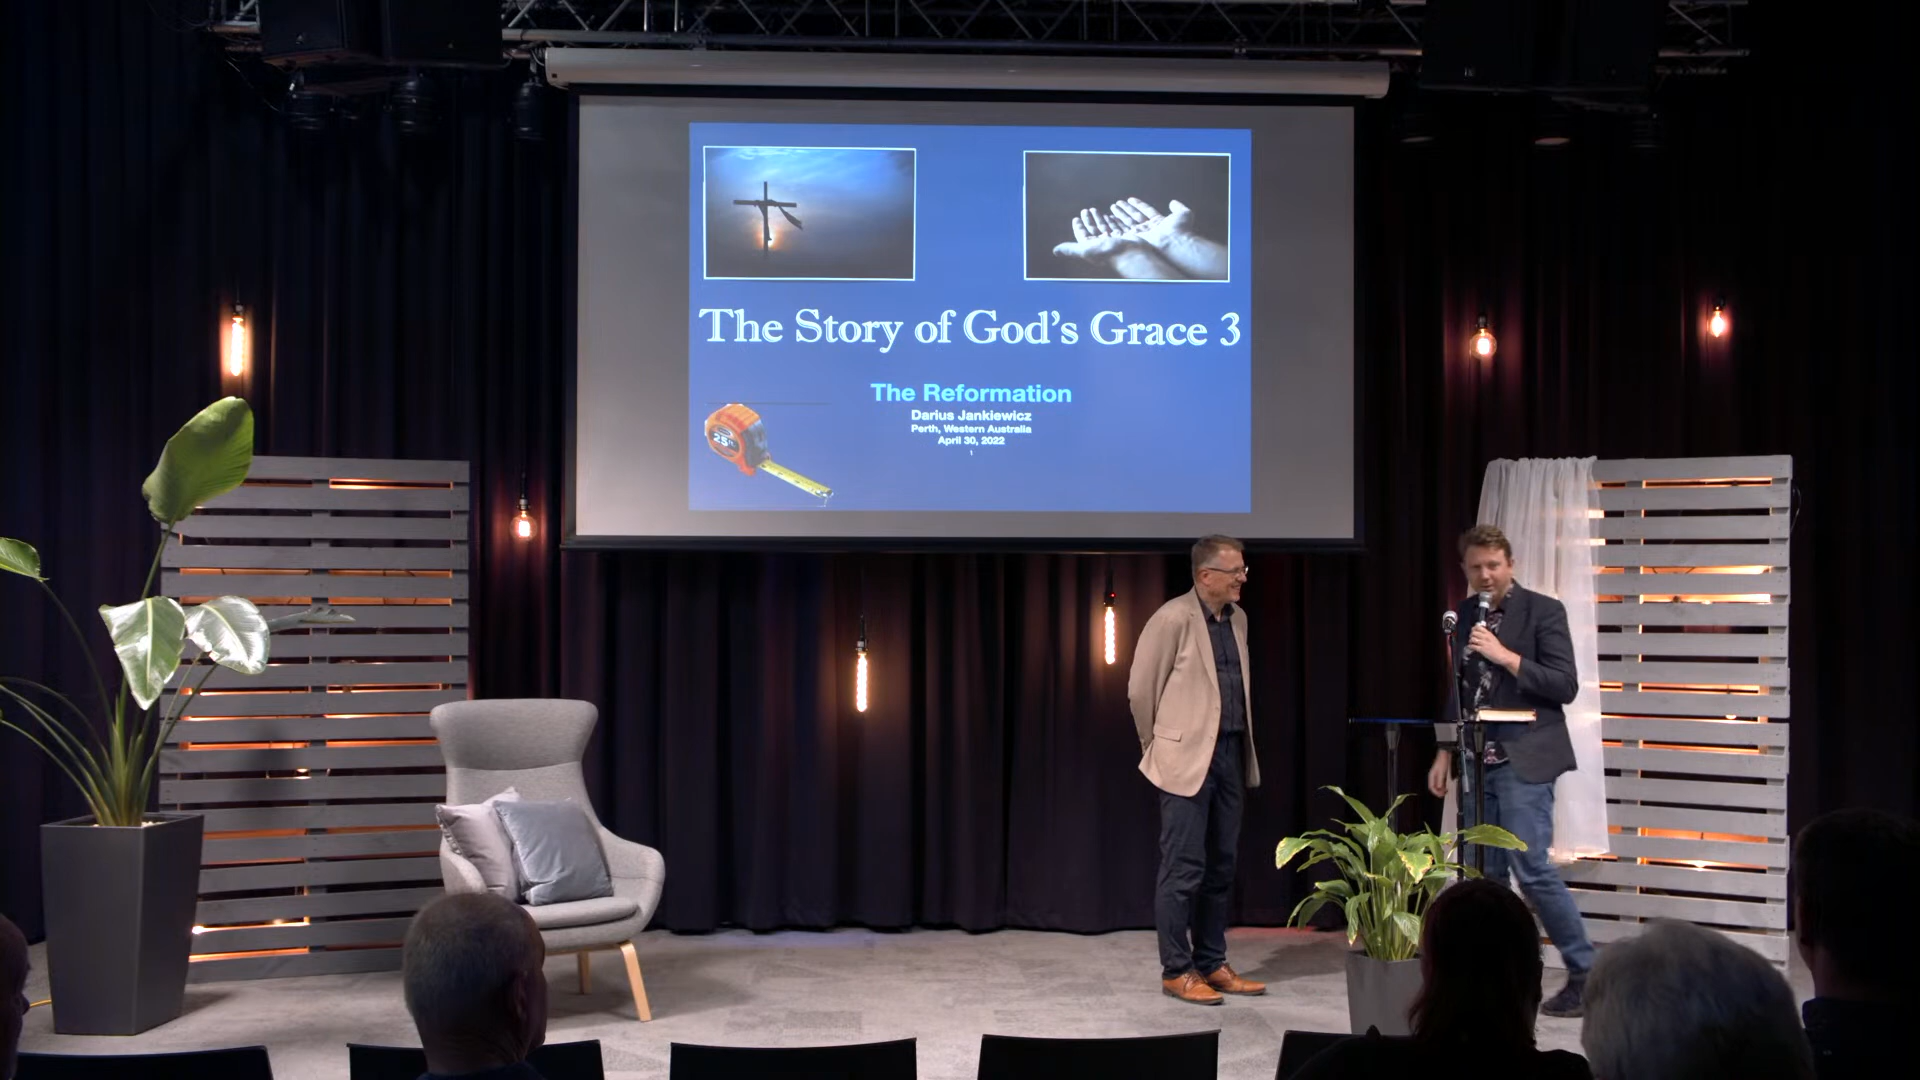 The Story of God's Grace 3
The Reformation
Darius Jankiewicz
Perth, Western Australia
April 30, 2022
1
25